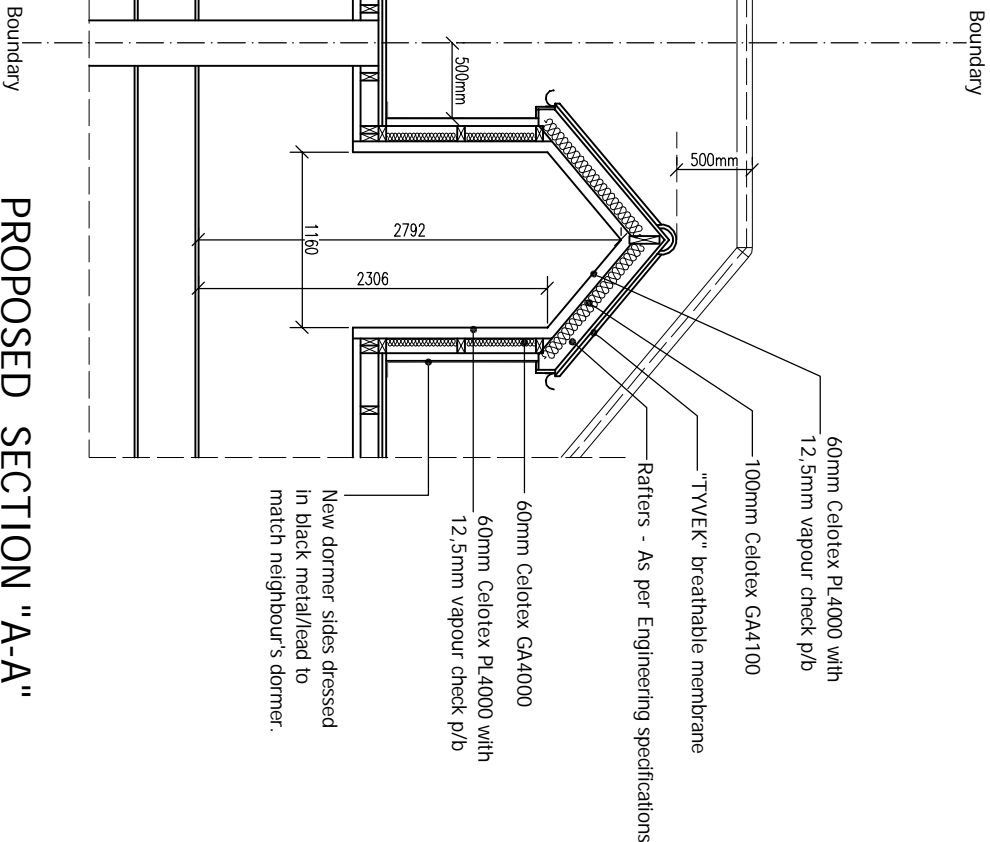 Boundary
500mm
500mm
60mm Celotex PL4000 with
12,5mm vapour check p/b
100mm Celotex GA4100
"TYVEK" breathable membrane
Rafters - As per Engineering specifications
60mm Celotex GA4000
60mm Celotex PL4000 with
12,5mm vapour check p/b
New dormer sides dressed
in black metal/lead to
match neighbour's dormer.
2792
2306
1160
Boundary
PROPOSED SECTION "A-A"